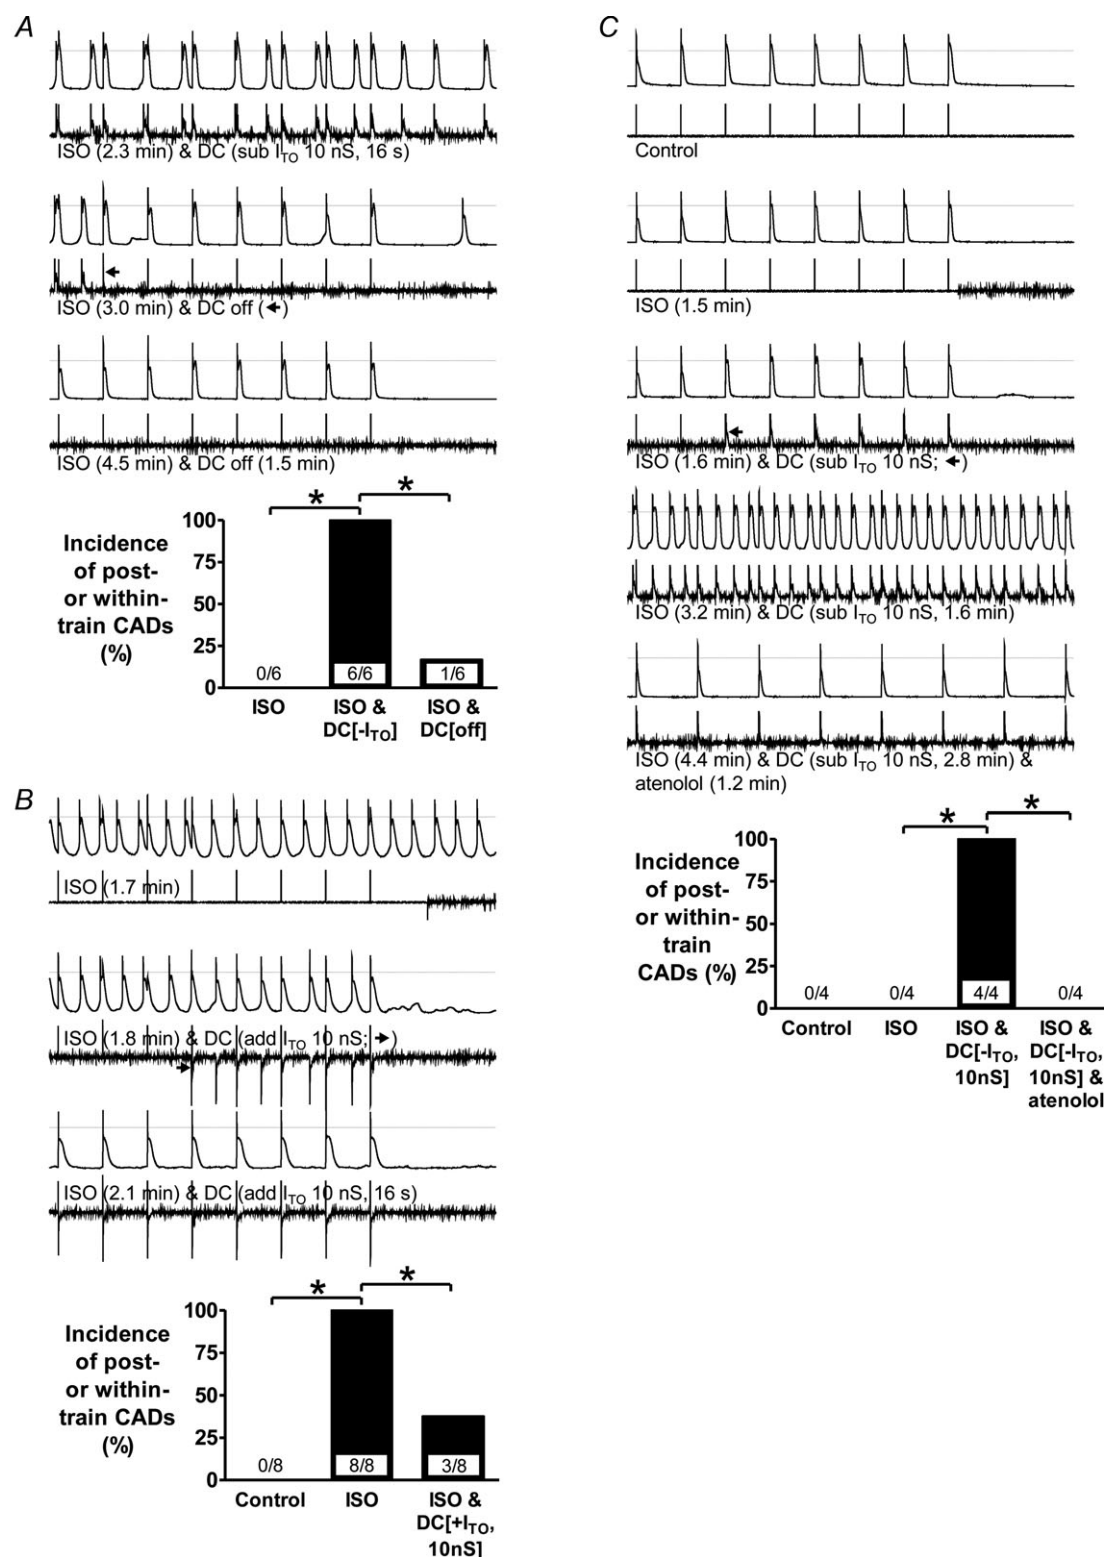 A
ISO (2.3 min) & DC (sub ITO 10 nS, 16 s)
ISO (3.0 min) & DC off (←)
ISO (4.5 min) & DC off (1.5 min)
* *
Incidence
of post-
or within-
train CADs
(%)
100
75
50
25
0
0/6 6/6 1/6
ISO ISO & DC[-ITO] ISO & DC[off]
B
ISO (1.7 min)
ISO (1.8 min) & DC (add ITO 10 nS; →)
ISO (2.1 min) & DC (add ITO 10 nS, 16 s)
* *
Incidence
of post-
or within-
train CADs
(%)
100
75
50
25
0
0/8 8/8 3/8
Control ISO ISO & DC[+ITO, 10nS]
C
Control
ISO (1.5 min)
ISO (1.6 min) & DC (sub ITO 10 nS; ←)
ISO (3.2 min) & DC (sub ITO 10 nS, 1.6 min)
ISO (4.4 min) & DC (sub ITO 10 nS, 2.8 min) &
atenolol (1.2 min)
* *
Incidence
of post-
or within-
train
CADs (%)
100
75
50
25
0
0/4 0/4 4/4 0/4
Control ISO ISO & DC[-ITO, 10nS] ISO & DC[-ITO, 10nS] & atenolol